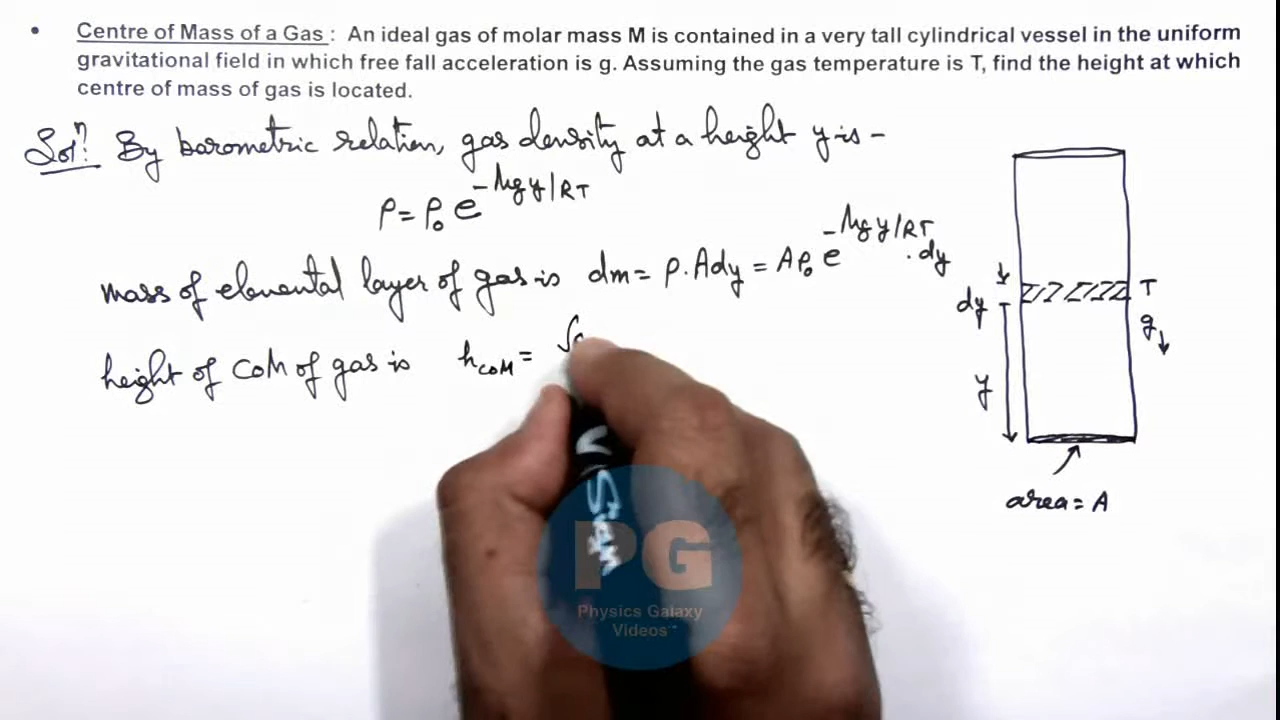 • Centre of Mass of a Gas : An ideal gas of molar mass M is contained in a very tall cylindrical vessel in the uniform
gravitational field in which free fall acceleration is g. Assuming the gas temperature is T, find the height at which
centre of mass of gas is located.
Solⁿ. By barometric relation, gas density at a height y is –
ρ = ρ₀ e^{-Mgy/RT}
mass of elemental layer of gas is dm = ρ.Ady = Aρ₀ e^{-Mgy/RT} . dy
height of COM of gas is h_{COM} = ∫
dy
T
g
y
area = A
PG
Physics Galaxy
Videos